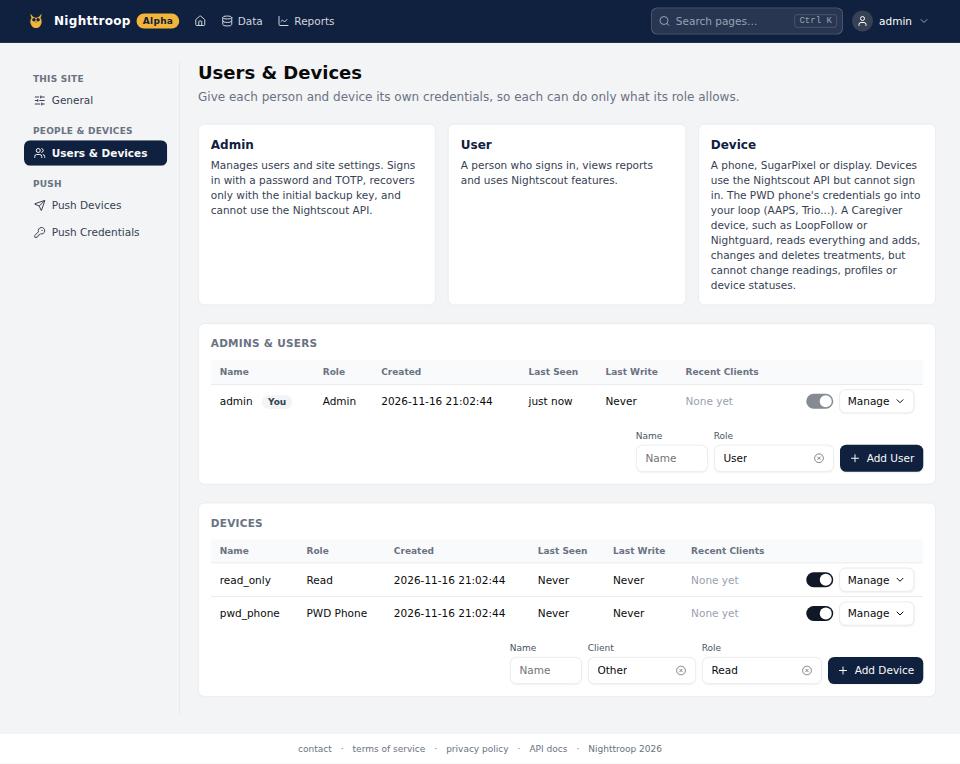 Nighttroop Alpha Data Reports Search pages... Ctrl K admin
THIS SITE
General
PEOPLE & DEVICES
Users & Devices
PUSH
Push Devices
Push Credentials
Users & Devices
Give each person and device its own credentials, so each can do only what its role allows.
Admin
Manages users and site settings. Signs
in with a password and TOTP, recovers
only with the initial backup key, and
cannot use the Nightscout API.
User
A person who signs in, views reports
and uses Nightscout features.
Device
A phone, SugarPixel or display. Devices
use the Nightscout API but cannot sign
in. The PWD phone's credentials go into
your loop (AAPS, Trio...). A Caregiver
device, such as LoopFollow or
Nightguard, reads everything and adds,
changes and deletes treatments, but
cannot change readings, profiles or
device statuses.
ADMINS & USERS
Name Role Created Last Seen Last Write Recent Clients
admin You Admin 2026-11-16 21:02:44 just now Never None yet Manage
Name Role
Name User Add User
DEVICES
Name Role Created Last Seen Last Write Recent Clients
read_only Read 2026-11-16 21:02:44 Never Never None yet Manage
pwd_phone PWD Phone 2026-11-16 21:02:44 Never Never None yet Manage
Name Client Role
Name Other Read Add Device
contact · terms of service · privacy policy · API docs · Nighttroop 2026